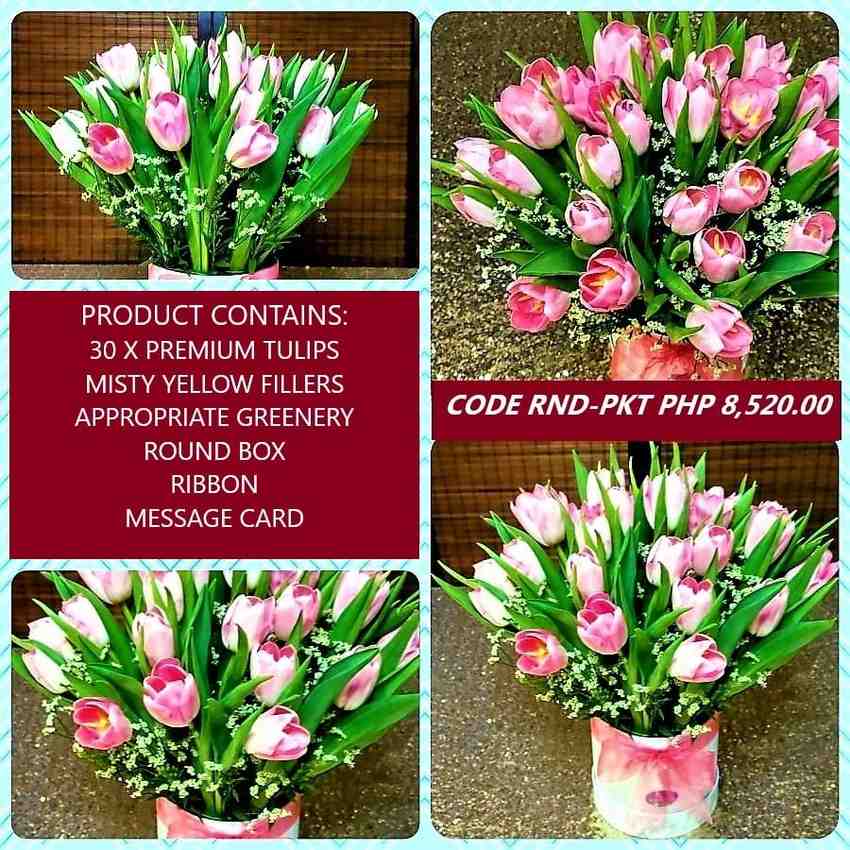 PRODUCT CONTAINS:
30 X PREMIUM TULIPS
MISTY YELLOW FILLERS
APPROPRIATE GREENERY
ROUND BOX
RIBBON
MESSAGE CARD
CODE RND-PKT PHP 8,520.00